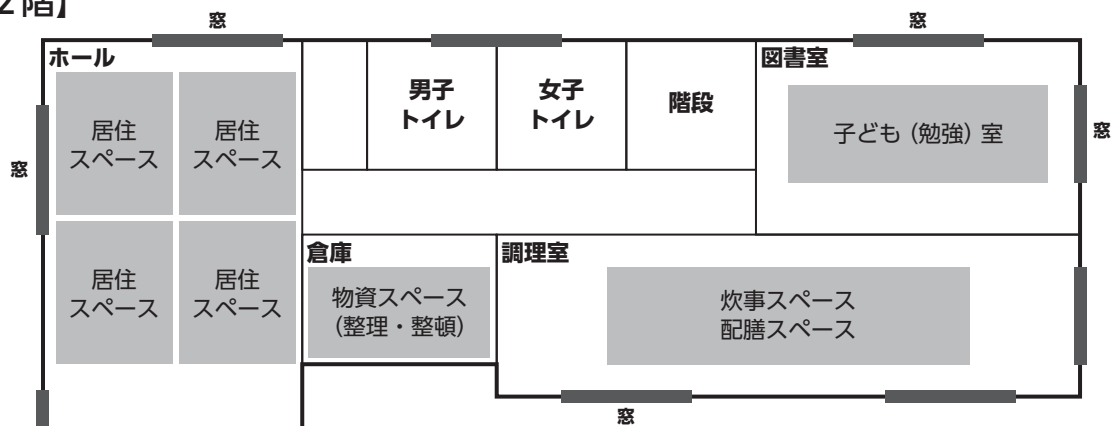 2階】
窓
窓
ホール
図書室
男子
トイレ
女子
トイレ
階段
居住
スペース
居住
スペース
子ども（勉強）室
窓
窓
倉庫
調理室
居住
スペース
居住
スペース
物資スペース
（整理・整頓）
炊事スペース
配膳スペース
窓